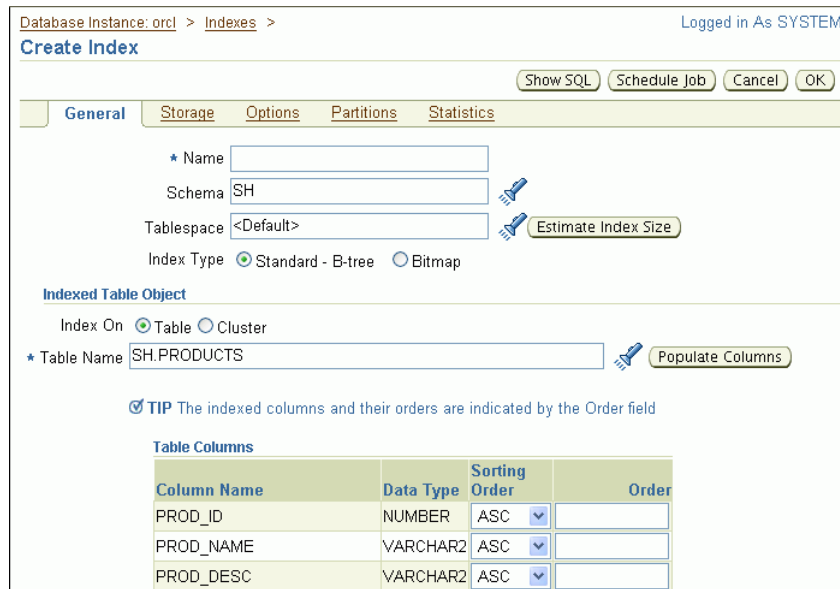 Database Instance: orcl > Indexes >
Logged in As SYSTEM
Create Index
Show SQL Schedule Job Cancel OK
General Storage Options Partitions Statistics
* Name
Schema SH
Tablespace <Default> Estimate Index Size
Index Type Standard - B-tree Bitmap
Indexed Table Object
Index On Table Cluster
* Table Name SH.PRODUCTS Populate Columns
TIP The indexed columns and their orders are indicated by the Order field
Table Columns
Column Name Data Type Sorting Order Order
PROD_ID NUMBER ASC
PROD_NAME VARCHAR2 ASC
PROD_DESC VARCHAR2 ASC